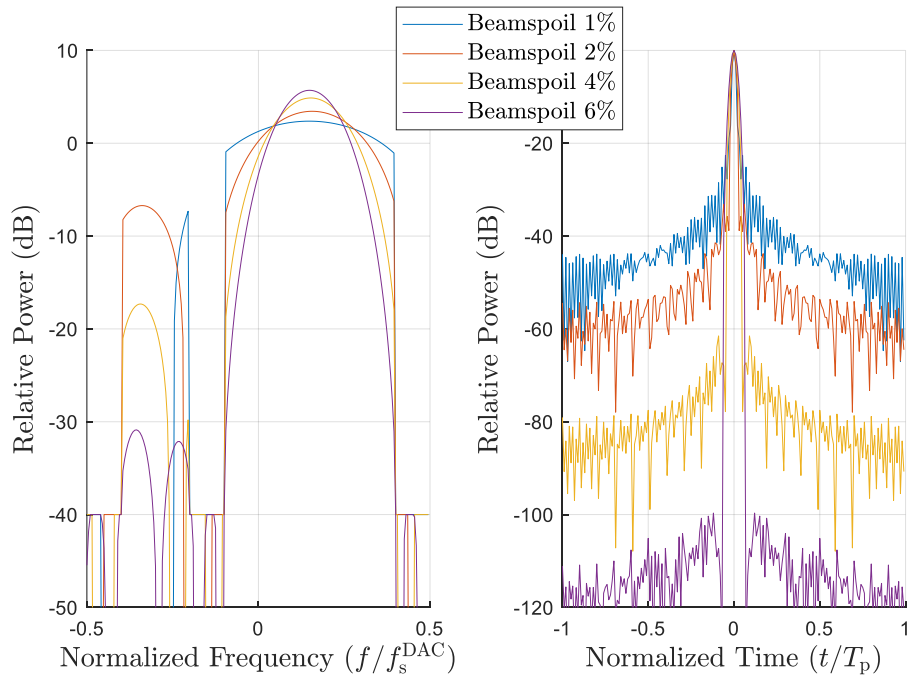 Beamspoil 1%
Beamspoil 2%
Beamspoil 4%
Beamspoil 6%
10
0
-10
-20
-30
-40
-50
-0.5
0
0.5
Relative Power (dB)
Normalized Frequency (f/f_s^DAC)
-20
-40
-60
-80
-100
-120
-1
-0.5
0
0.5
1
Relative Power (dB)
Normalized Time (t/T_p)